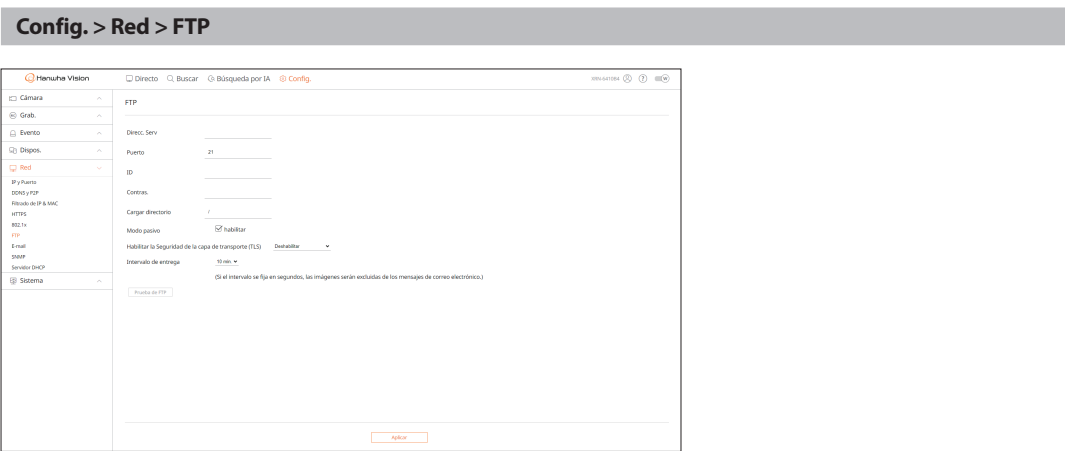 Config. > Red > FTP
Hanwha Vision
Directo Buscar Búsqueda por IA Config.
Cámara
Grab.
Evento
Dispos.
Red
IP y Puerto
DDNS y P2P
Filtrado de IP & MAC
HTTPS
802.1x
FTP
E-mail
SNMP
Servidor DHCP
Sistema
FTP
Direcc. Serv
Puerto 21
ID
Contras.
Cargar directorio /
Modo pasivo habilitar
Habilitar la Seguridad de la capa de transporte (TLS) Deshabilitar
Intervalo de entrega 10 min
(Si el intervalo se fija en segundos, las imágenes serán excluidas de los mensajes de correo electrónico.)
Prueba de FTP
Aplicar